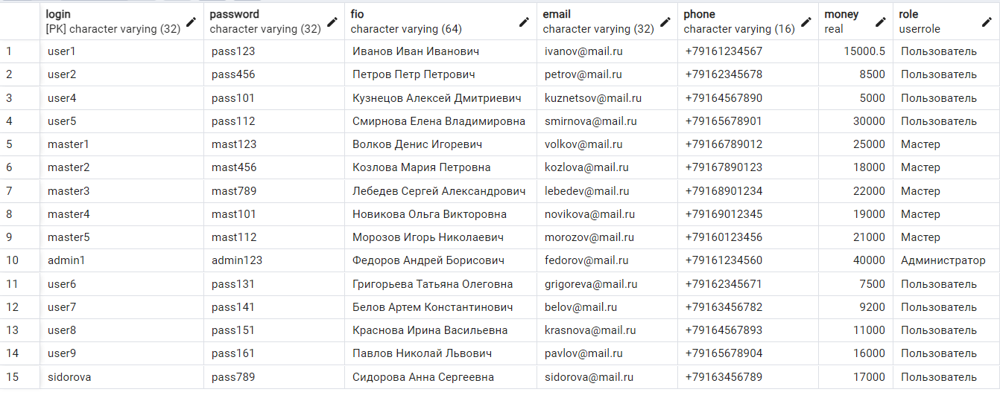 login password fio email phone money role
[PK] character varying (32) character varying (32) character varying (64) character varying (32) character varying (16) real userrole
1 user1 pass123 Иванов Иван Иванович ivanov@mail.ru +79161234567 15000.5 Пользователь
2 user2 pass456 Петров Петр Петрович petrov@mail.ru +79162345678 8500 Пользователь
3 user4 pass101 Кузнецов Алексей Дмитриевич kuznetsov@mail.ru +79164567890 5000 Пользователь
4 user5 pass112 Смирнова Елена Владимировна smirnova@mail.ru +79165678901 30000 Пользователь
5 master1 mast123 Волков Денис Игоревич volkov@mail.ru +79166789012 25000 Мастер
6 master2 mast456 Козлова Мария Петровна kozlova@mail.ru +79167890123 18000 Мастер
7 master3 mast789 Лебедев Сергей Александрович lebedev@mail.ru +79168901234 22000 Мастер
8 master4 mast101 Новикова Ольга Викторовна novikova@mail.ru +79169012345 19000 Мастер
9 master5 mast112 Морозов Игорь Николаевич morozov@mail.ru +79160123456 21000 Мастер
10 admin1 admin123 Федоров Андрей Борисович fedorov@mail.ru +79161234560 40000 Администратор
11 user6 pass131 Григорьева Татьяна Олеговна grigoreva@mail.ru +79162345671 7500 Пользователь
12 user7 pass141 Белов Артем Константинович belov@mail.ru +79163456782 9200 Пользователь
13 user8 pass151 Краснова Ирина Васильевна krasnova@mail.ru +79164567893 11000 Пользователь
14 user9 pass161 Павлов Николай Львович pavlov@mail.ru +79165678904 16000 Пользователь
15 sidorova pass789 Сидорова Анна Сергеевна sidorova@mail.ru +79163456789 17000 Пользователь